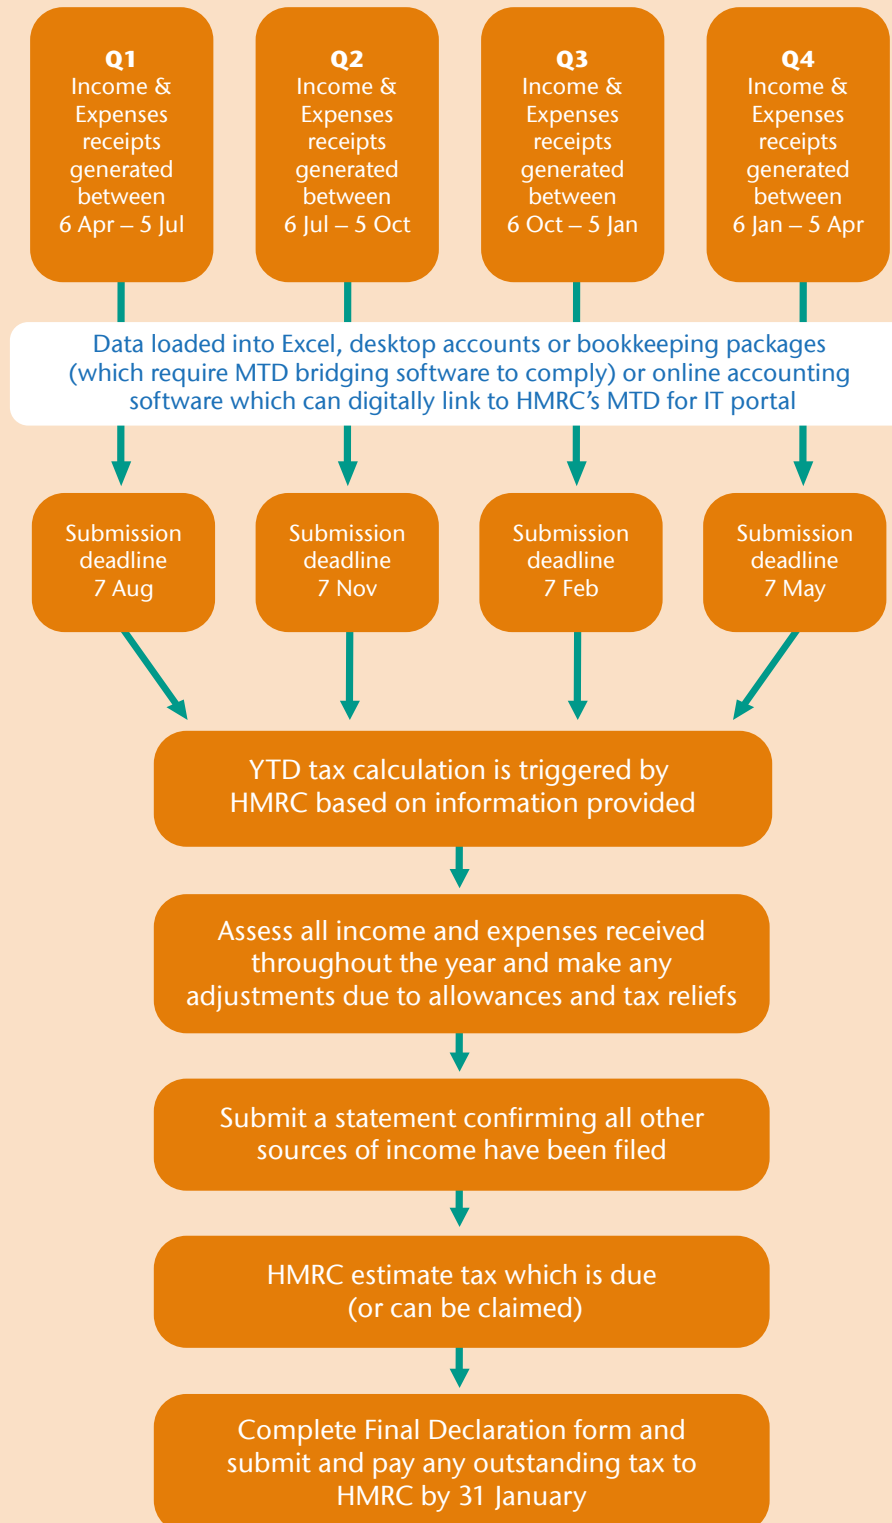 Q1
Income &
Expenses
receipts
generated
between
6 Apr – 5 Jul
Q2
Income &
Expenses
receipts
generated
between
6 Jul – 5 Oct
Q3
Income &
Expenses
receipts
generated
between
6 Oct – 5 Jan
Q4
Income &
Expenses
receipts
generated
between
6 Jan – 5 Apr
Data loaded into Excel, desktop accounts or bookkeeping packages
(which require MTD bridging software to comply) or online accounting
software which can digitally link to HMRC’s MTD for IT portal
Submission
deadline
7 Aug
Submission
deadline
7 Nov
Submission
deadline
7 Feb
Submission
deadline
7 May
YTD tax calculation is triggered by
HMRC based on information provided
Assess all income and expenses received
throughout the year and make any
adjustments due to allowances and tax reliefs
Submit a statement confirming all other
sources of income have been filed
HMRC estimate tax which is due
(or can be claimed)
Complete Final Declaration form and
submit and pay any outstanding tax to
HMRC by 31 January